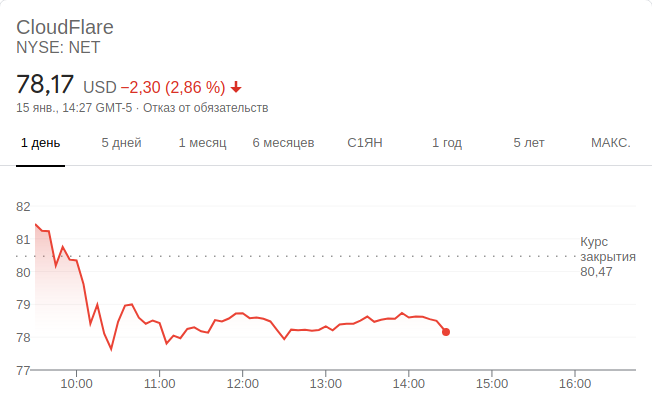 CloudFlare
NYSE: NET
78,17 USD −2,30 (2,86 %)
15 янв., 14:27 GMT-5 · Отказ от обязательств
1 день 5 дней 1 месяц 6 месяцев С1ЯН 1 год 5 лет МАКС.
82
81
80
79
78
77
Курс
закрытия
80,47
10:00 11:00 12:00 13:00 14:00 15:00 16:00